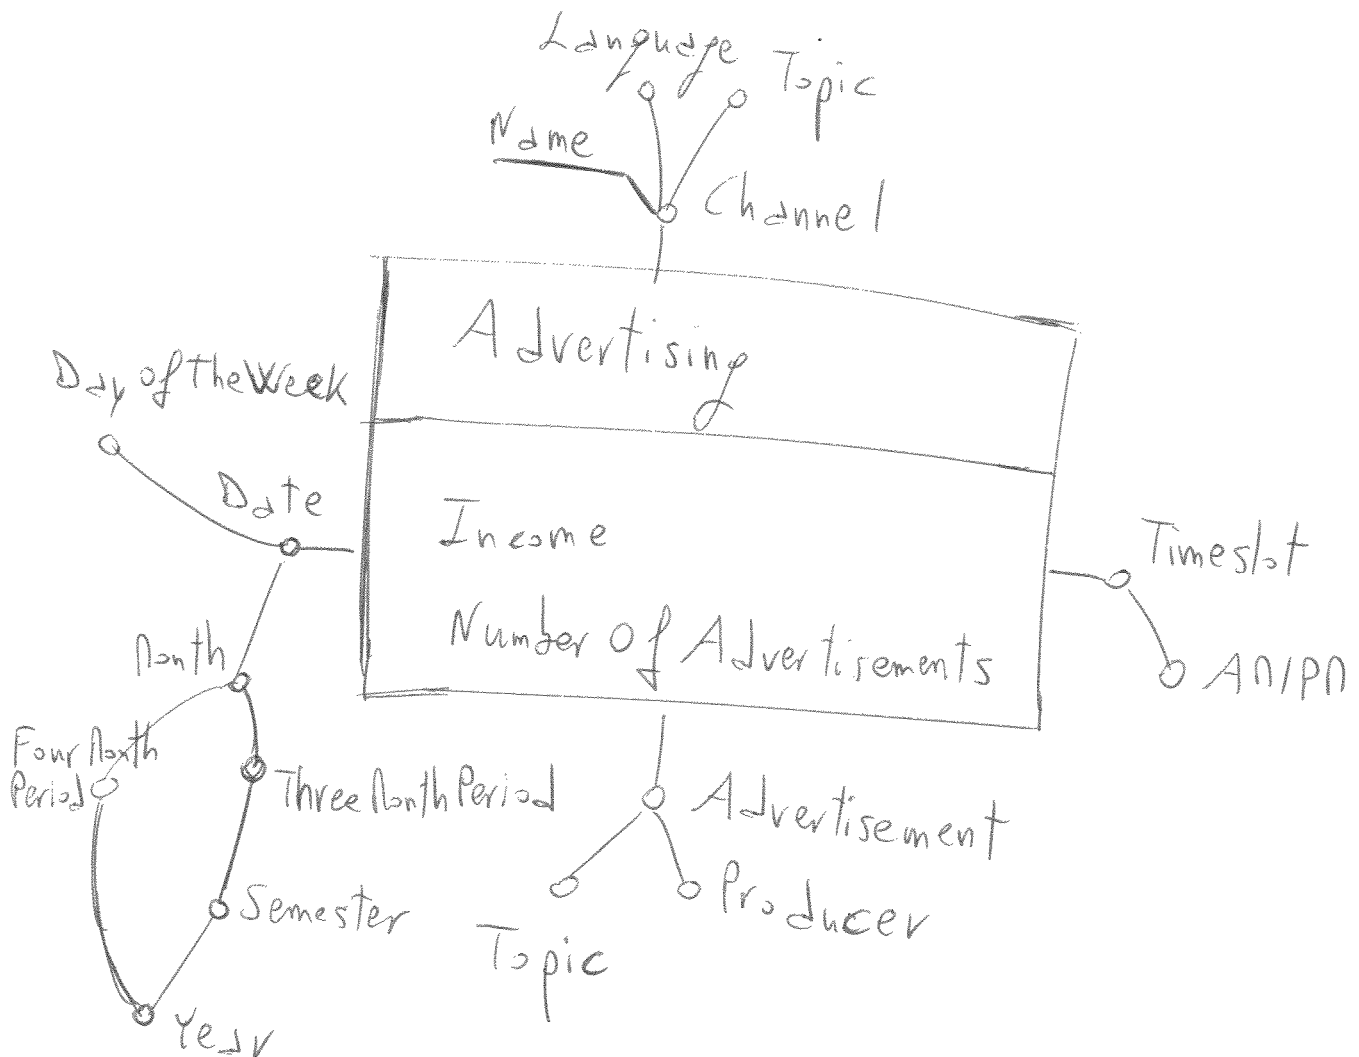 Language
Topic
Name
Channel
Advertising
Day of The Week
Date
Income
Timeslot
Number Of Advertisements
Month
AM/PM
Four Month
Period
Three Month Period
Advertisement
Semester
Producer
Topic
Year